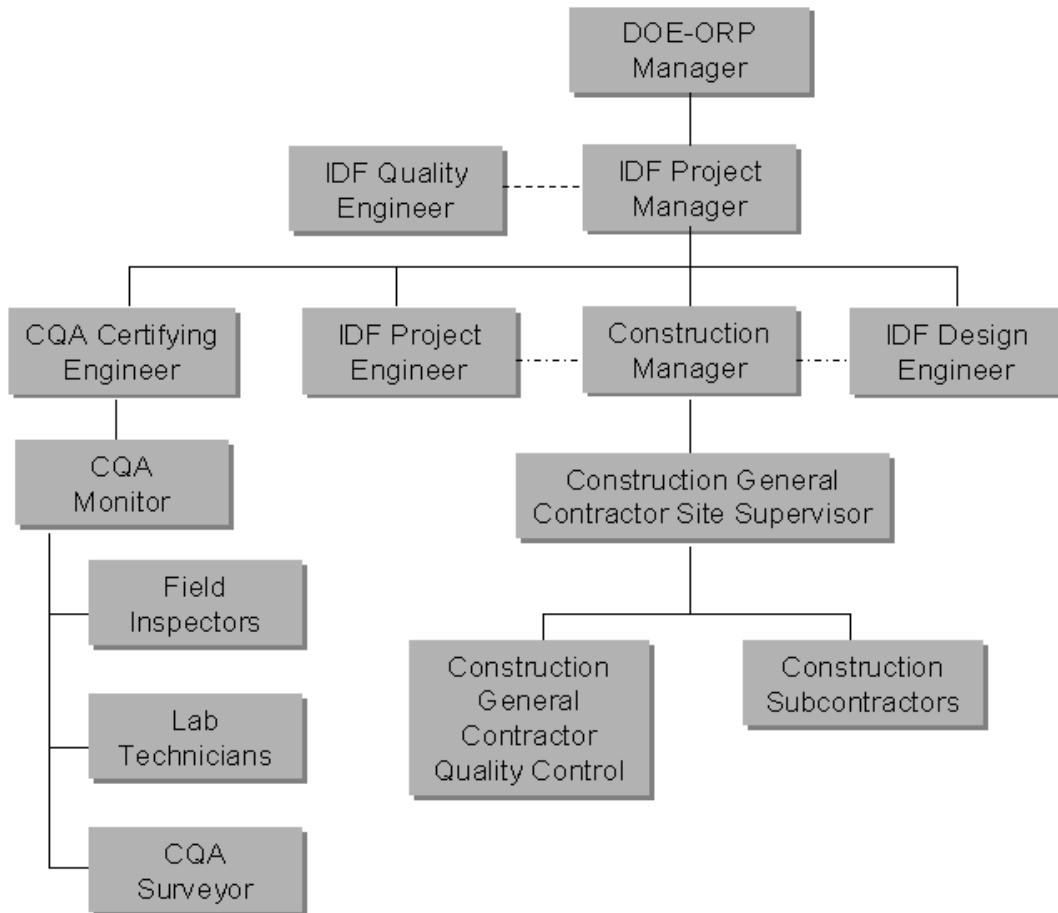 DOE-ORP
Manager
IDF Quality
Engineer
IDF Project
Manager
CQA Certifying
Engineer
IDF Project
Engineer
Construction
Manager
IDF Design
Engineer
CQA
Monitor
Construction General
Contractor Site Supervisor
Field
Inspectors
Lab
Technicians
CQA
Surveyor
Construction
General
Contractor
Quality Control
Construction
Subcontractors